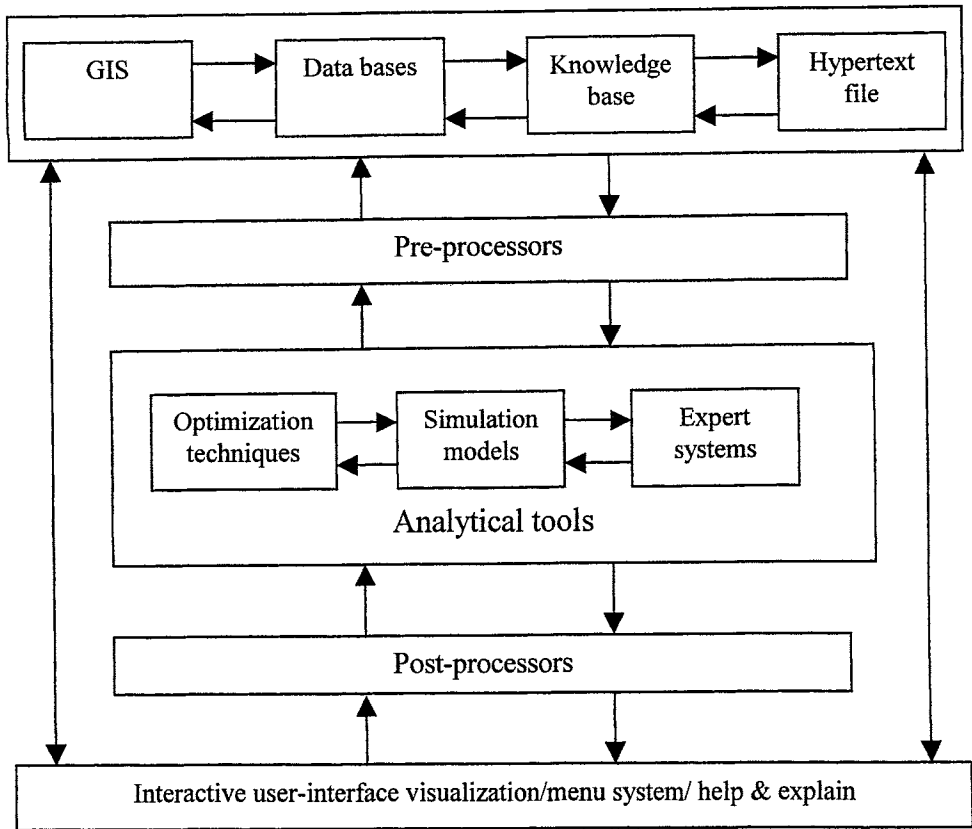 GIS
Data bases
Knowledge
base
Hypertext
file
Pre-processors
Optimization
techniques
Simulation
models
Expert
systems
Analytical tools
Post-processors
Interactive user-interface visualization/menu system/ help & explain